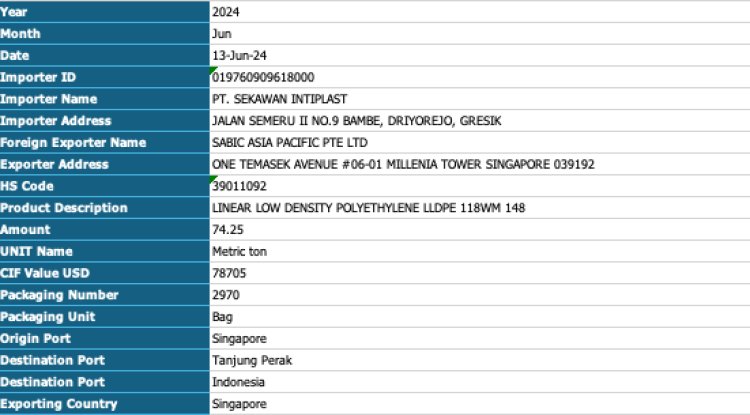 Year 2024
Month Jun
Date 13-Jun-24
Importer ID 019760909618000
Importer Name PT. SEKAWAN INTIPLAST
Importer Address JALAN SEMERU II NO.9 BAMBE, DRIYOREJO, GRESIK
Foreign Exporter Name SABIC ASIA PACIFIC PTE LTD
Exporter Address ONE TEMASEK AVENUE #06-01 MILLENIA TOWER SINGAPORE 039192
HS Code 39011092
Product Description LINEAR LOW DENSITY POLYETHYLENE LLDPE 118WM 148
Amount 74.25
UNIT Name Metric ton
CIF Value USD 78705
Packaging Number 2970
Packaging Unit Bag
Origin Port Singapore
Destination Port Tanjung Perak
Destination Port Indonesia
Exporting Country Singapore